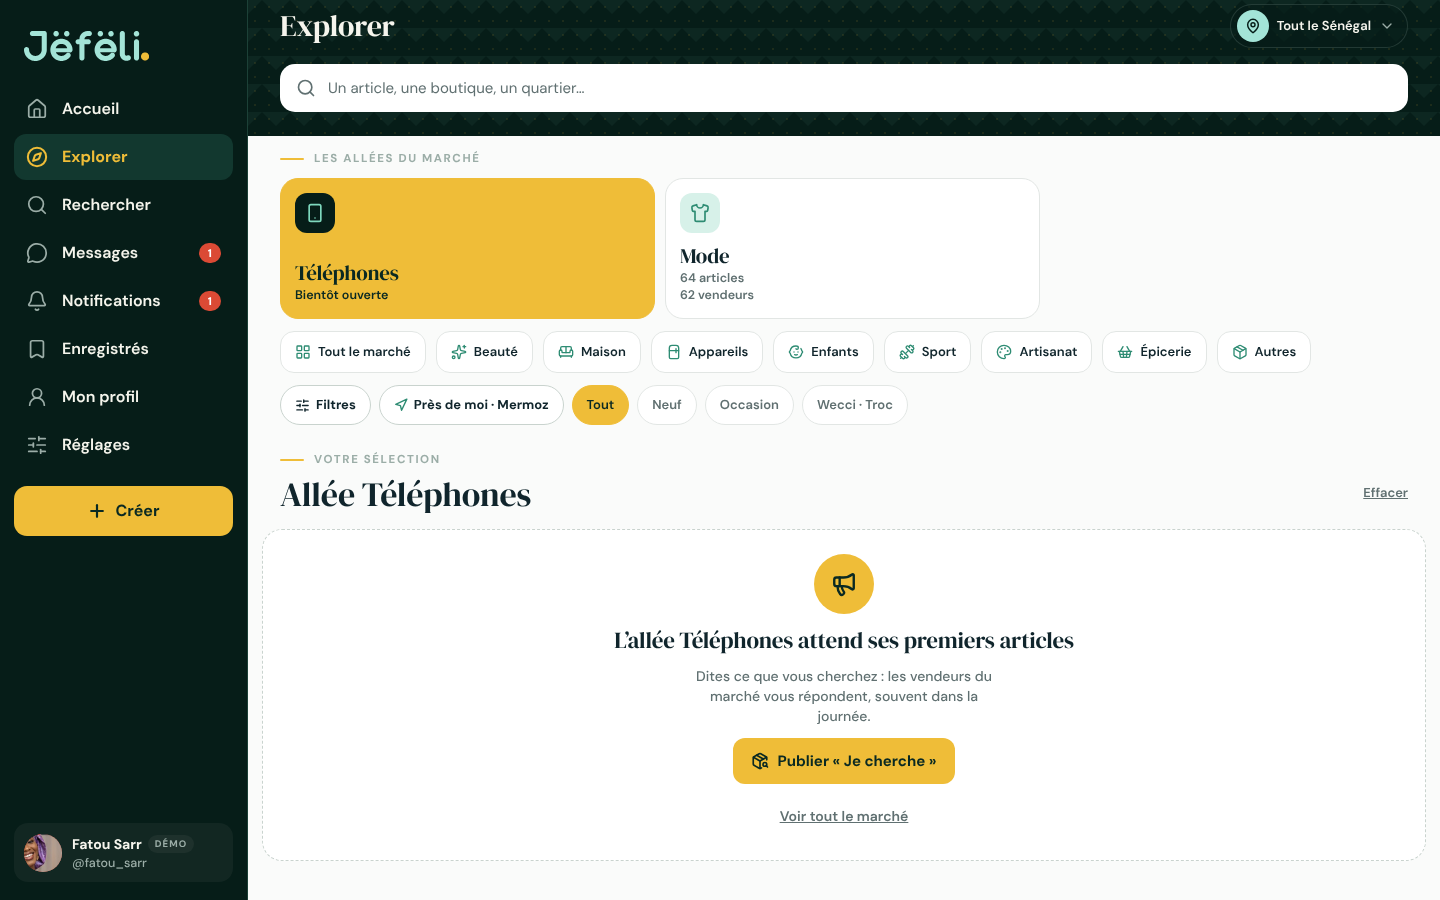 Jëfëli.
Accueil
Explorer
Rechercher
Messages 1
Notifications 1
Enregistrés
Mon profil
Réglages
Créer
Fatou Sarr DÉMO
@fatou_sarr
Explorer
Tout le Sénégal
Un article, une boutique, un quartier...
LES ALLÉES DU MARCHÉ
Téléphones
Bientôt ouverte
Mode
64 articles
62 vendeurs
Tout le marché Beauté Maison Appareils Enfants Sport Artisanat Épicerie Autres
Filtres Près de moi · Mermoz Tout Neuf Occasion Wecci · Troc
VOTRE SÉLECTION
Allée Téléphones
Effacer
L'allée Téléphones attend ses premiers articles
Dites ce que vous cherchez : les vendeurs du
marché vous répondent, souvent dans la
journée.
Publier « Je cherche »
Voir tout le marché